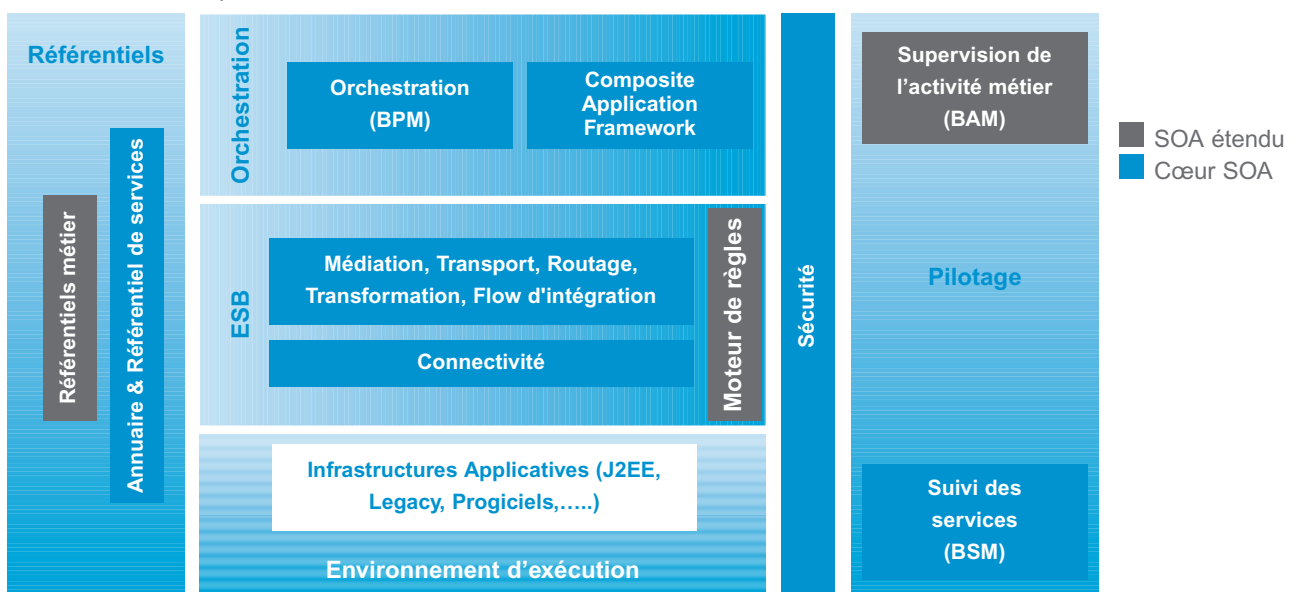 Référentiels
Référentiels métier
Annuaire & Référentiel de services
Orchestration
Orchestration
(BPM)
Composite
Application
Framework
ESB
Médiation, Transport, Routage,
Transformation, Flow d'intégration
Connectivité
Moteur de règles
Infrastructures Applicatives (J2EE,
Legacy, Progiciels,…..)
Environnement d’exécution
Sécurité
Supervision de
l’activité métier
(BAM)
Pilotage
Suivi des
services
(BSM)
SOA étendu
Cœur SOA